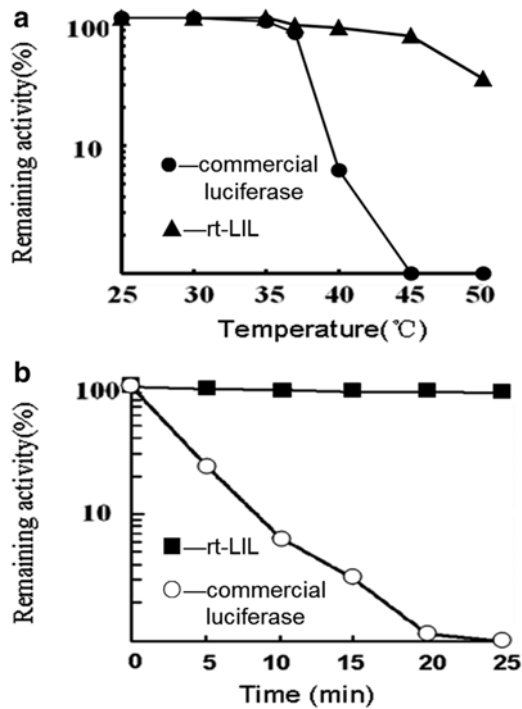 a
100
10
Remaining activity(%)
●—commercial
luciferase
▲—rt-LIL
25 30 35 40 45 50
Temperature(℃)
b
100
10
Remaining activity(%)
■—rt-LIL
○—commercial
luciferase
0 5 10 15 20 25
Time (min)